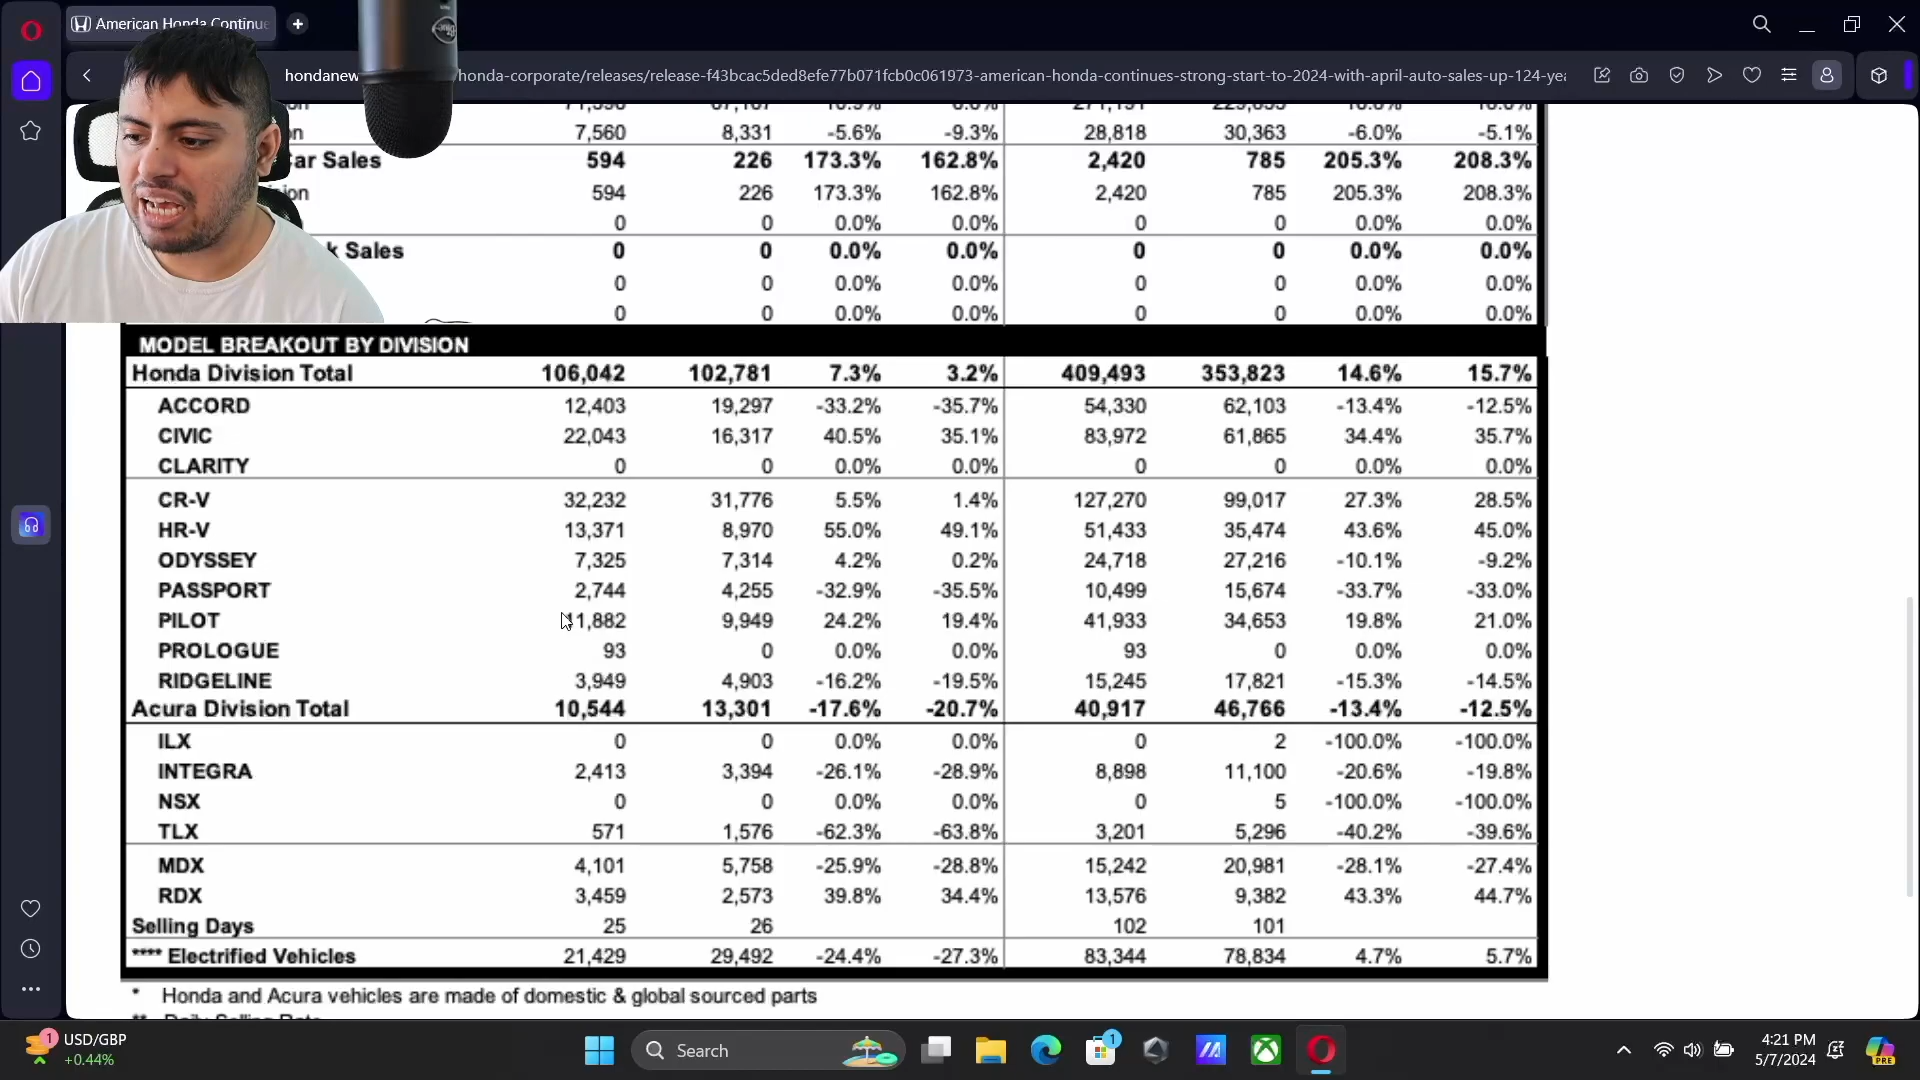 American Honda Continue
hondanew honda-corporate/releases/release-f43bcac5ded8efe77b071fcb0c061973-american-honda-continues-strong-start-to-2024-with-april-auto-sales-up-124-yea
on 7,560 8,331 -5.6% -9.3% 28,818 30,363 -6.0% -5.1%
Car Sales 594 226 173.3% 162.8% 2,420 785 205.3% 208.3%
ision 594 226 173.3% 162.8% 2,420 785 205.3% 208.3%
0 0 0.0% 0.0% 0 0 0.0% 0.0%
k Sales 0 0 0.0% 0.0% 0 0 0.0% 0.0%
0 0 0.0% 0.0% 0 0 0.0% 0.0%
0 0 0.0% 0.0% 0 0 0.0% 0.0%
MODEL BREAKOUT BY DIVISION
Honda Division Total 106,042 102,781 7.3% 3.2% 409,493 353,823 14.6% 15.7%
ACCORD 12,403 19,297 -33.2% -35.7% 54,330 62,103 -13.4% -12.5%
CIVIC 22,043 16,317 40.5% 35.1% 83,972 61,865 34.4% 35.7%
CLARITY 0 0 0.0% 0.0% 0 0 0.0% 0.0%
CR-V 32,232 31,776 5.5% 1.4% 127,270 99,017 27.3% 28.5%
HR-V 13,371 8,970 55.0% 49.1% 51,433 35,474 43.6% 45.0%
ODYSSEY 7,325 7,314 4.2% 0.2% 24,718 27,216 -10.1% -9.2%
PASSPORT 2,744 4,255 -32.9% -35.5% 10,499 15,674 -33.7% -33.0%
PILOT 11,882 9,949 24.2% 19.4% 41,933 34,653 19.8% 21.0%
PROLOGUE 93 0 0.0% 0.0% 93 0 0.0% 0.0%
RIDGELINE 3,949 4,903 -16.2% -19.5% 15,245 17,821 -15.3% -14.5%
Acura Division Total 10,544 13,301 -17.6% -20.7% 40,917 46,766 -13.4% -12.5%
ILX 0 0 0.0% 0.0% 0 2 -100.0% -100.0%
INTEGRA 2,413 3,394 -26.1% -28.9% 8,898 11,100 -20.6% -19.8%
NSX 0 0 0.0% 0.0% 0 5 -100.0% -100.0%
TLX 571 1,576 -62.3% -63.8% 3,201 5,296 -40.2% -39.6%
MDX 4,101 5,758 -25.9% -28.8% 15,242 20,981 -28.1% -27.4%
RDX 3,459 2,573 39.8% 34.4% 13,576 9,382 43.3% 44.7%
Selling Days 25 26 102 101
**** Electrified Vehicles 21,429 29,492 -24.4% -27.3% 83,344 78,834 4.7% 5.7%
* Honda and Acura vehicles are made of domestic & global sourced parts
1 USD/GBP
+0.44%
Search
1
4:21 PM
5/7/2024
PRE